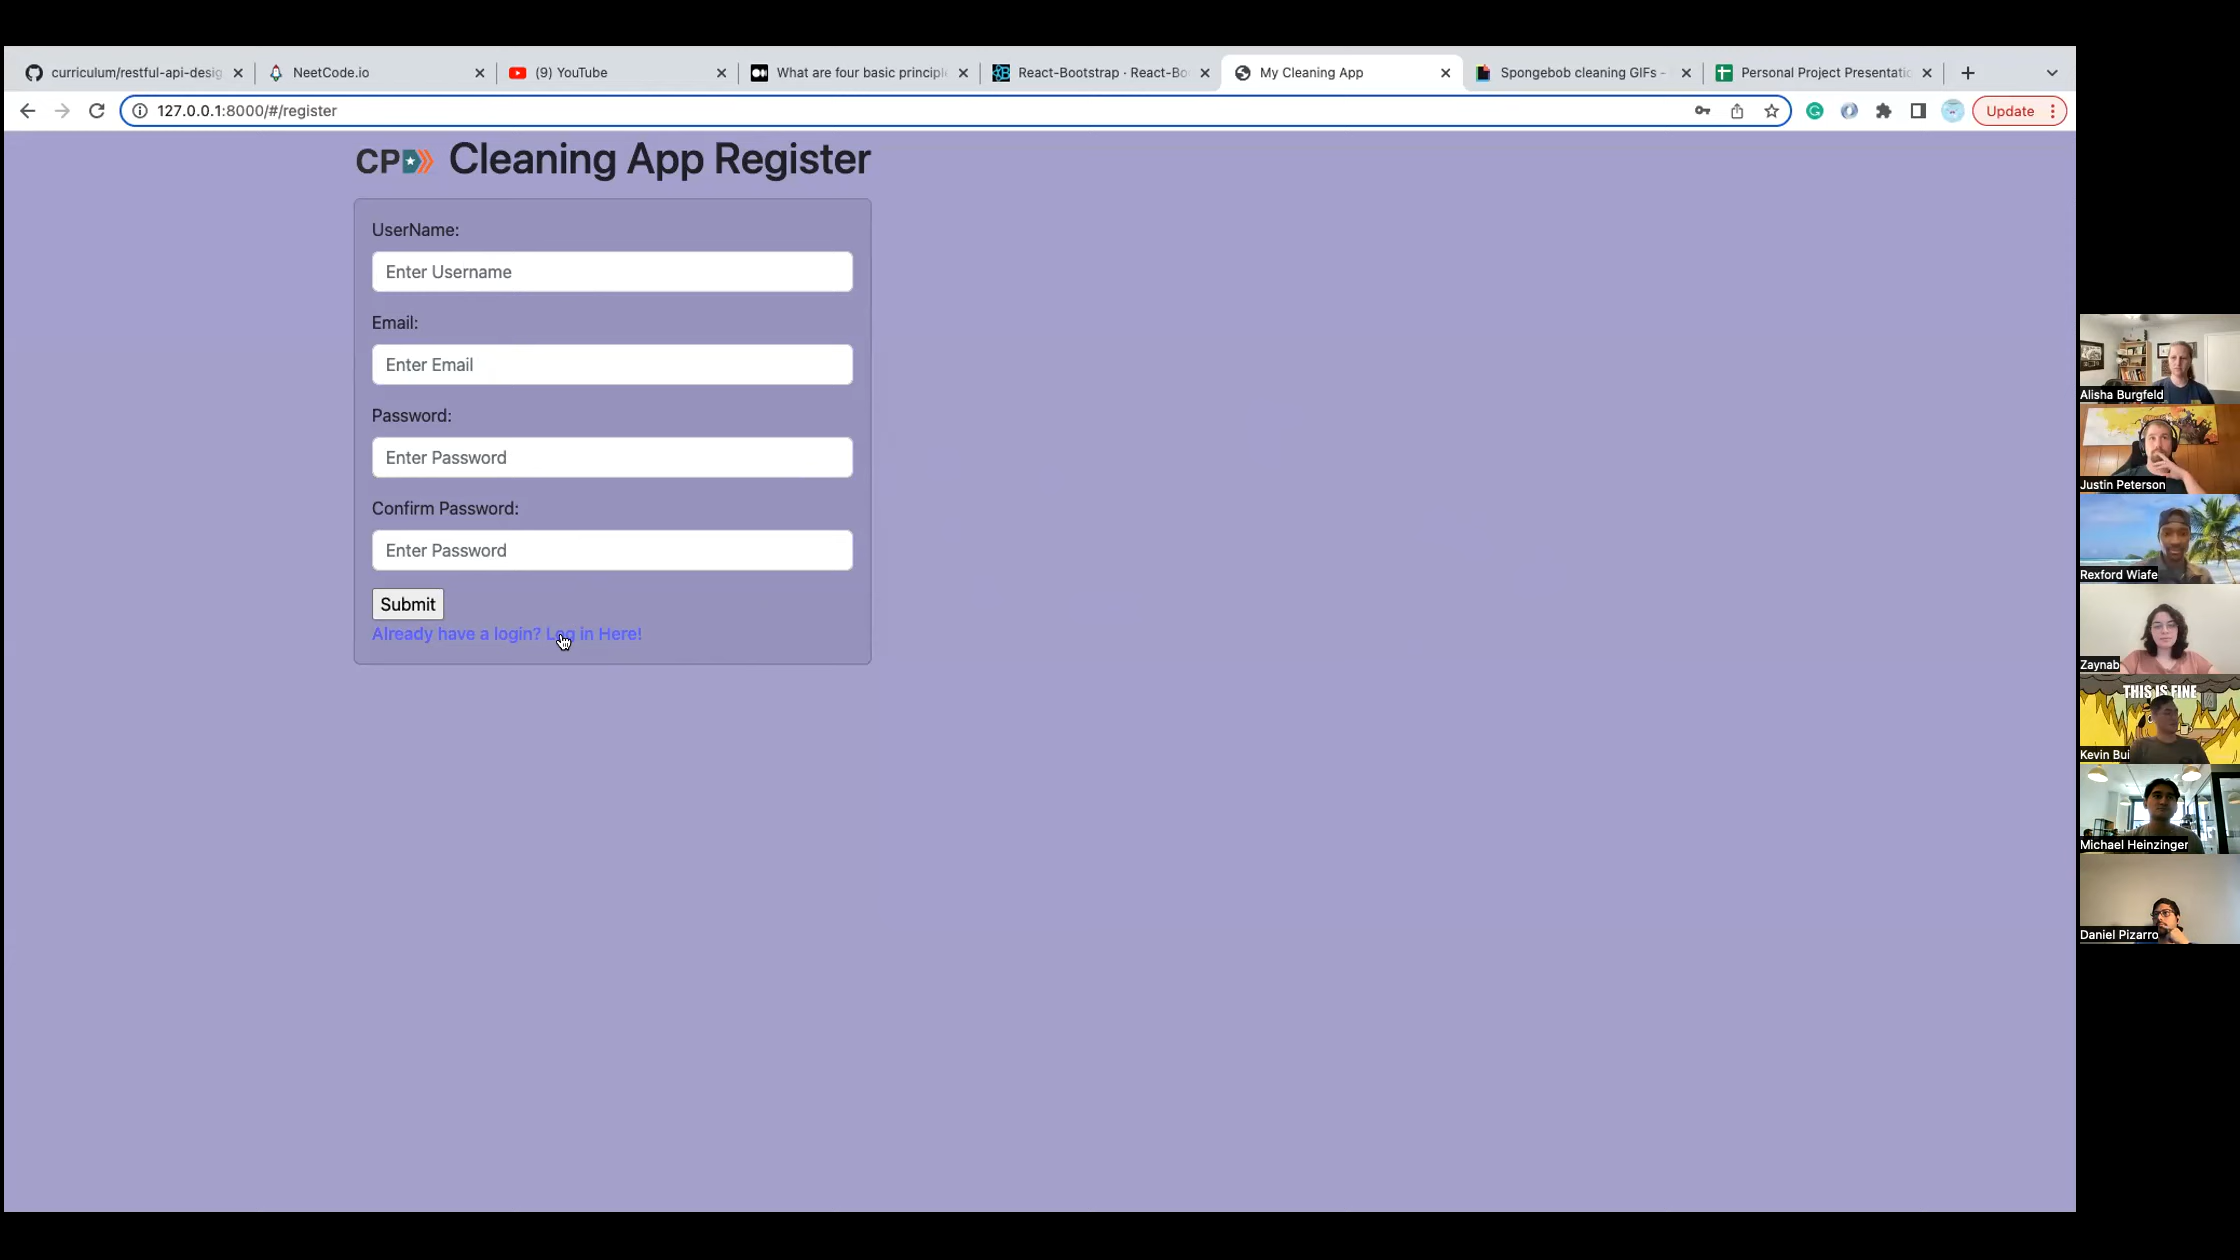 curriculum/restful-api-desig
NeetCode.io
(9) YouTube
What are four basic principl
React-Bootstrap · React-Bo
My Cleaning App
Spongebob cleaning GIFs -
Personal Project Presentatic
127.0.0.1:8000/#/register
Update
CPD Cleaning App Register
UserName:
Enter Username
Email:
Enter Email
Password:
Enter Password
Confirm Password:
Enter Password
Submit
Already have a login? Log in Here!
Alisha Burgfeld
Justin Peterson
Rexford Wiafe
Zaynab
THIS IS FINE
Kevin Bui
Michael Heinzinger
Daniel Pizarro